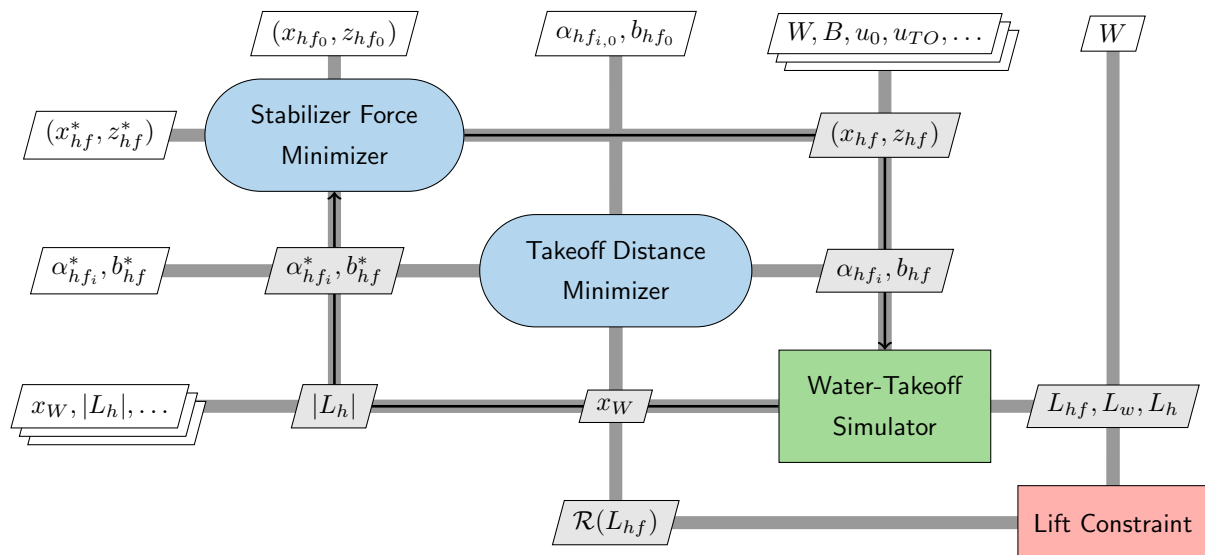 (x_{hf_0}, z_{hf_0})
α_{hf_{i,0}}, b_{hf_0}
W, B, u_0, u_{TO}, ...
W
(x^*_{hf}, z^*_{hf})
Stabilizer Force
Minimizer
(x_{hf}, z_{hf})
α^*_{hf_i}, b^*_{hf}
α^*_{hf_i}, b^*_{hf}
Takeoff Distance
Minimizer
α_{hf_i}, b_{hf}
x_W, |L_h|, ...
|L_h|
x_W
Water-Takeoff
Simulator
L_{hf}, L_w, L_h
ℛ(L_{hf})
Lift Constraint